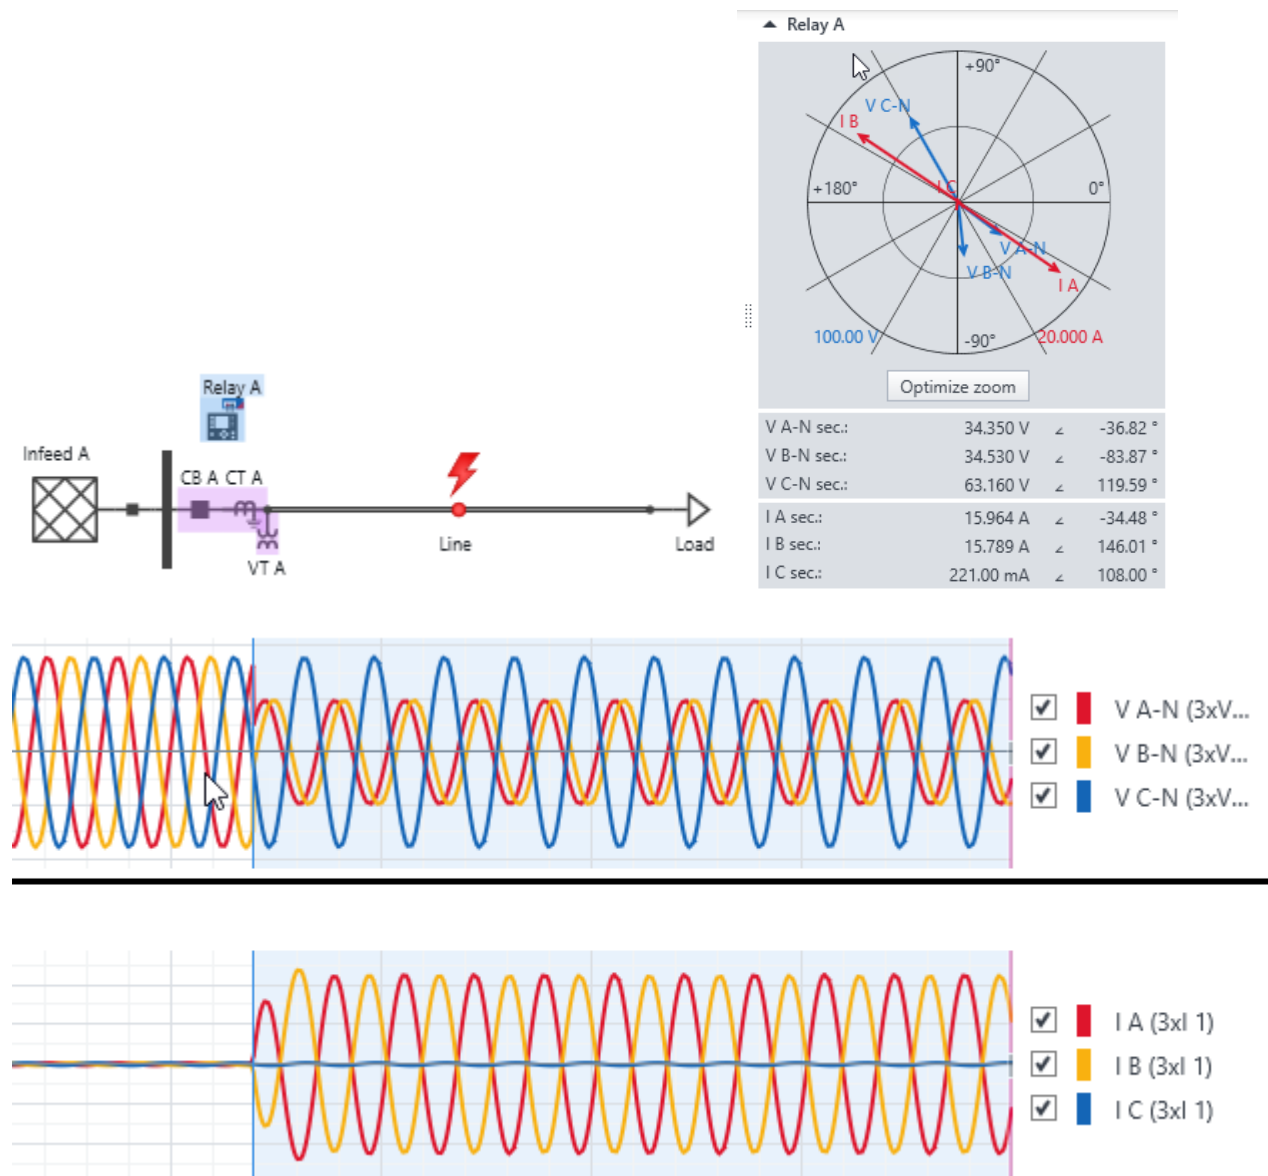 Relay A
+90°
V C-N
I B
I C
+180°
0°
V A-N
V B-N
I A
100.00 V
-90°
20.000 A
Optimize zoom
V A-N sec.: 34.350 V ∠ -36.82 °
V B-N sec.: 34.530 V ∠ -83.87 °
V C-N sec.: 63.160 V ∠ 119.59 °
I A sec.: 15.964 A ∠ -34.48 °
I B sec.: 15.789 A ∠ 146.01 °
I C sec.: 221.00 mA ∠ 108.00 °
Relay A
Infeed A
CB A CT A
Line
Load
VT A
V A-N (3xV...
V B-N (3xV...
V C-N (3xV...
I A (3xI 1)
I B (3xI 1)
I C (3xI 1)